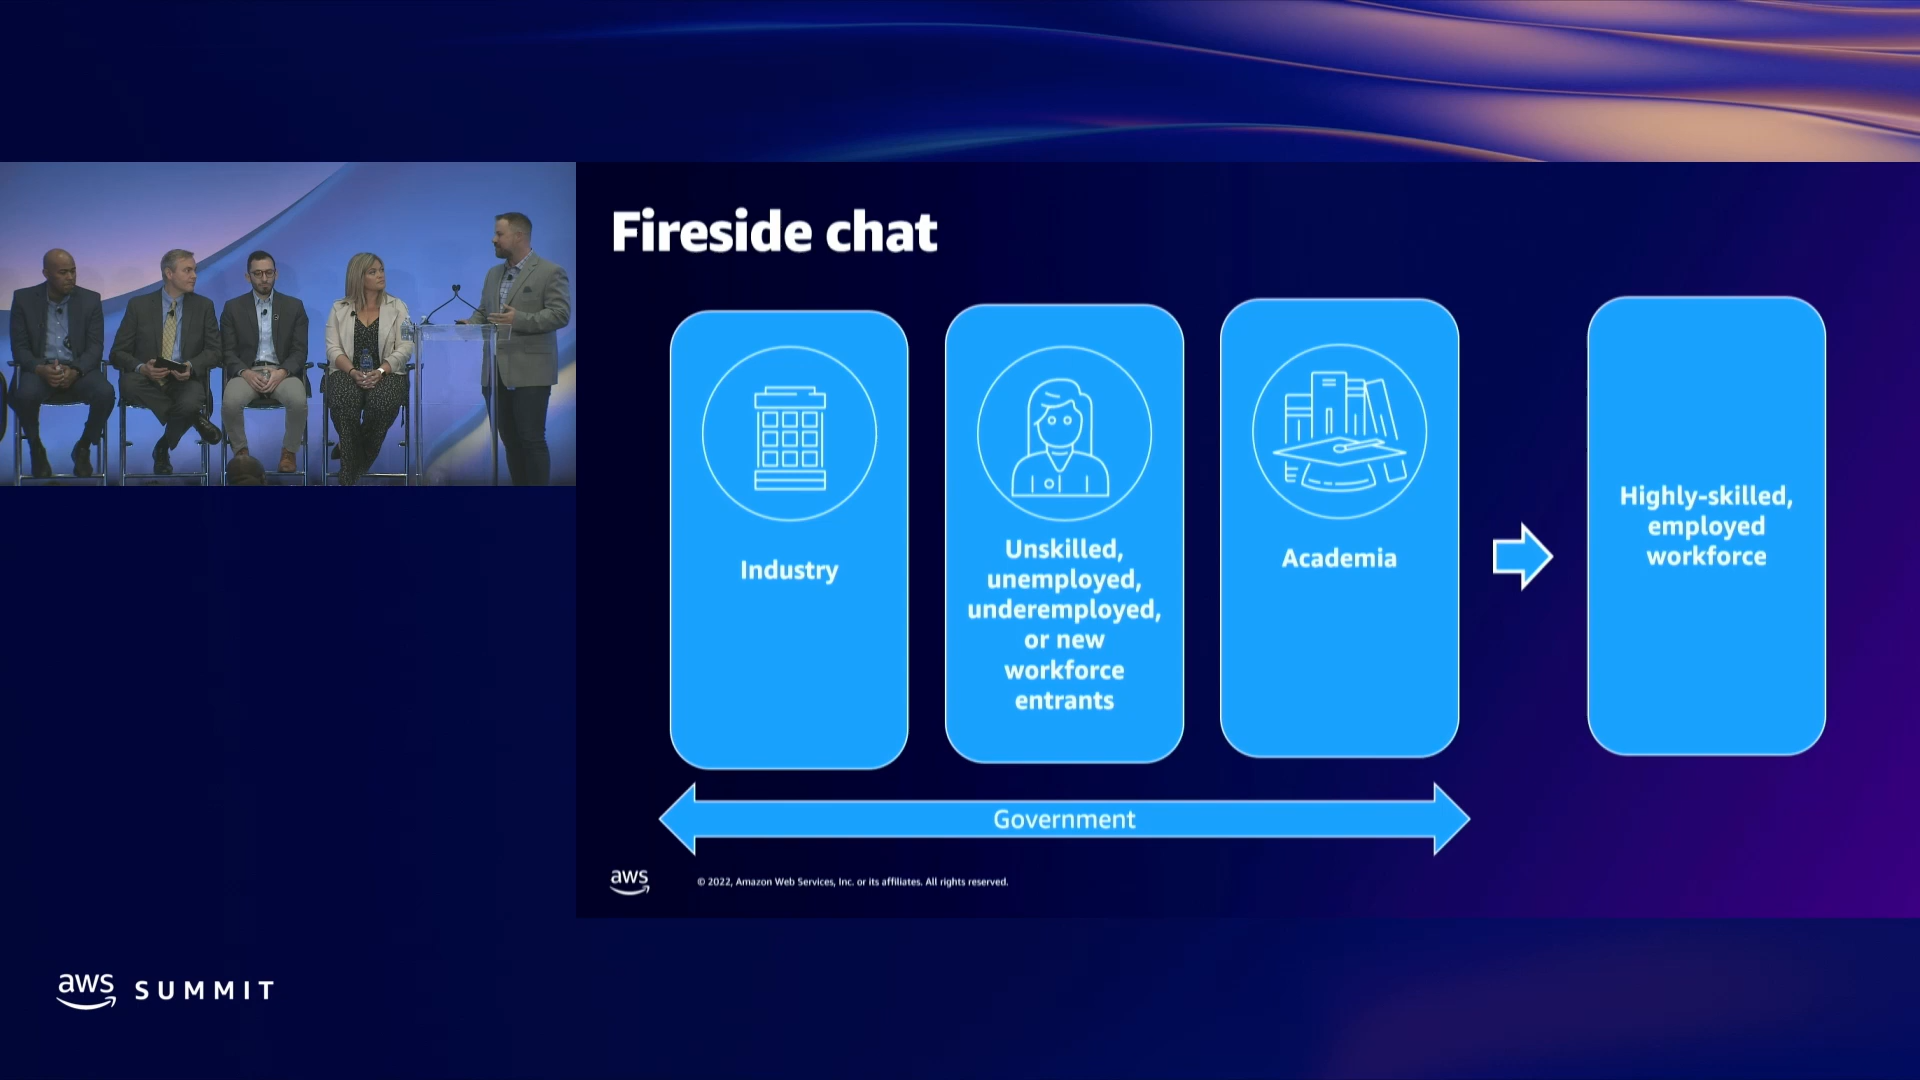 Fireside chat
Industry
Unskilled,
unemployed,
underemployed,
or new
workforce
entrants
Academia
Highly-skilled,
employed
workforce
Government
aws
© 2022, Amazon Web Services, Inc. or its affiliates. All rights reserved.
aws SUMMIT